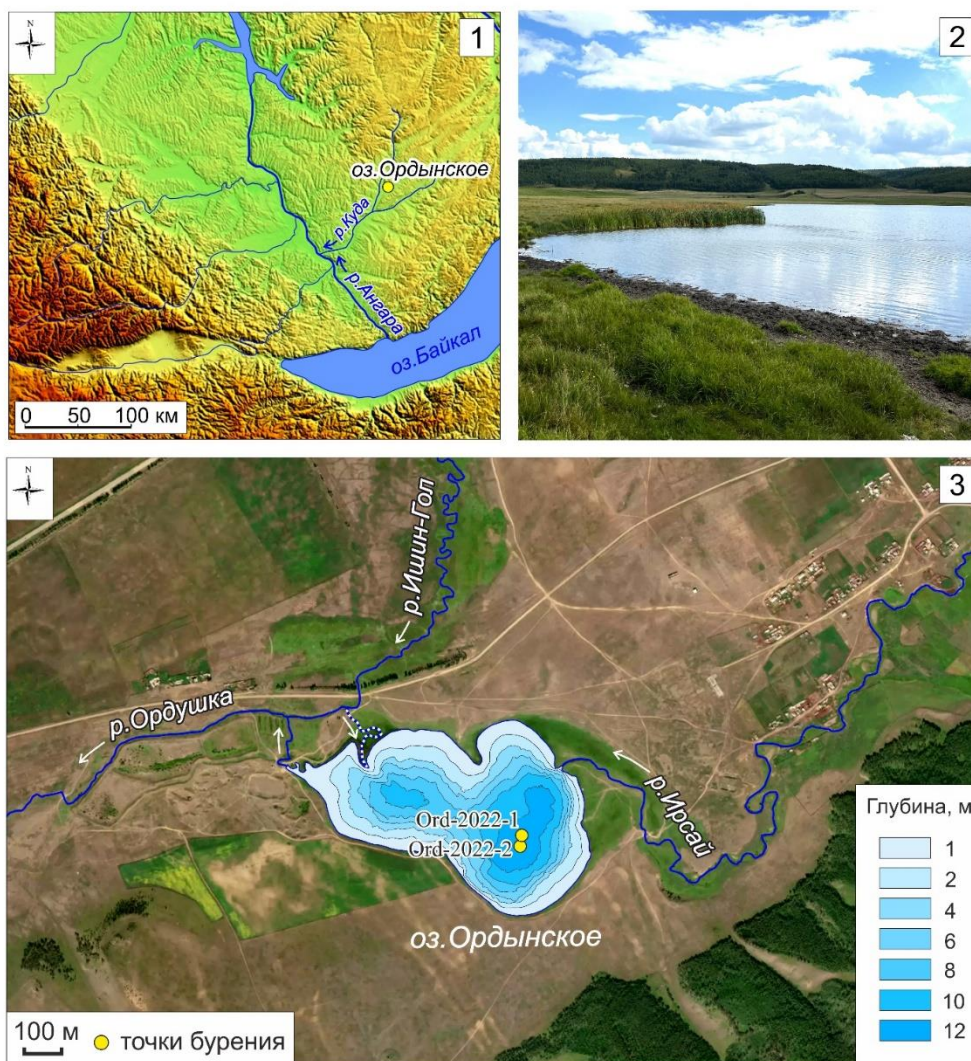 N
1
оз.Ордынское
р.Куда
р.Ангара
оз.Байкал
0 50 100 км
2
N
3
р.Ишин-Гол
р.Ордушка
р.Ирсай
Ord-2022-1
Ord-2022-2
оз.Ордынское
100 м
точки бурения
Глубина, м
1
2
4
6
8
10
12